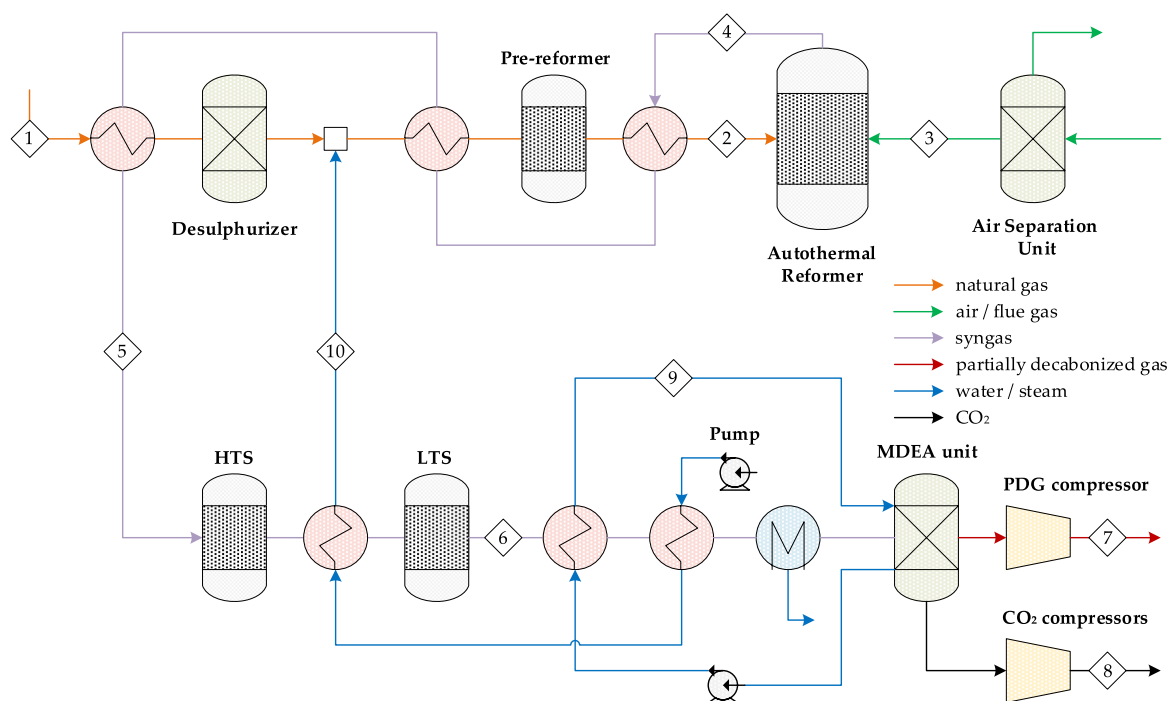 4
Pre-reformer
1
2
3
Desulphurizer
Air Separation
Unit
Autothermal
Reformer
natural gas
air / flue gas
syngas
partially decabonized gas
water / steam
CO₂
5
10
9
HTS
LTS
Pump
MDEA unit
PDG compressor
6
7
CO₂ compressors
8